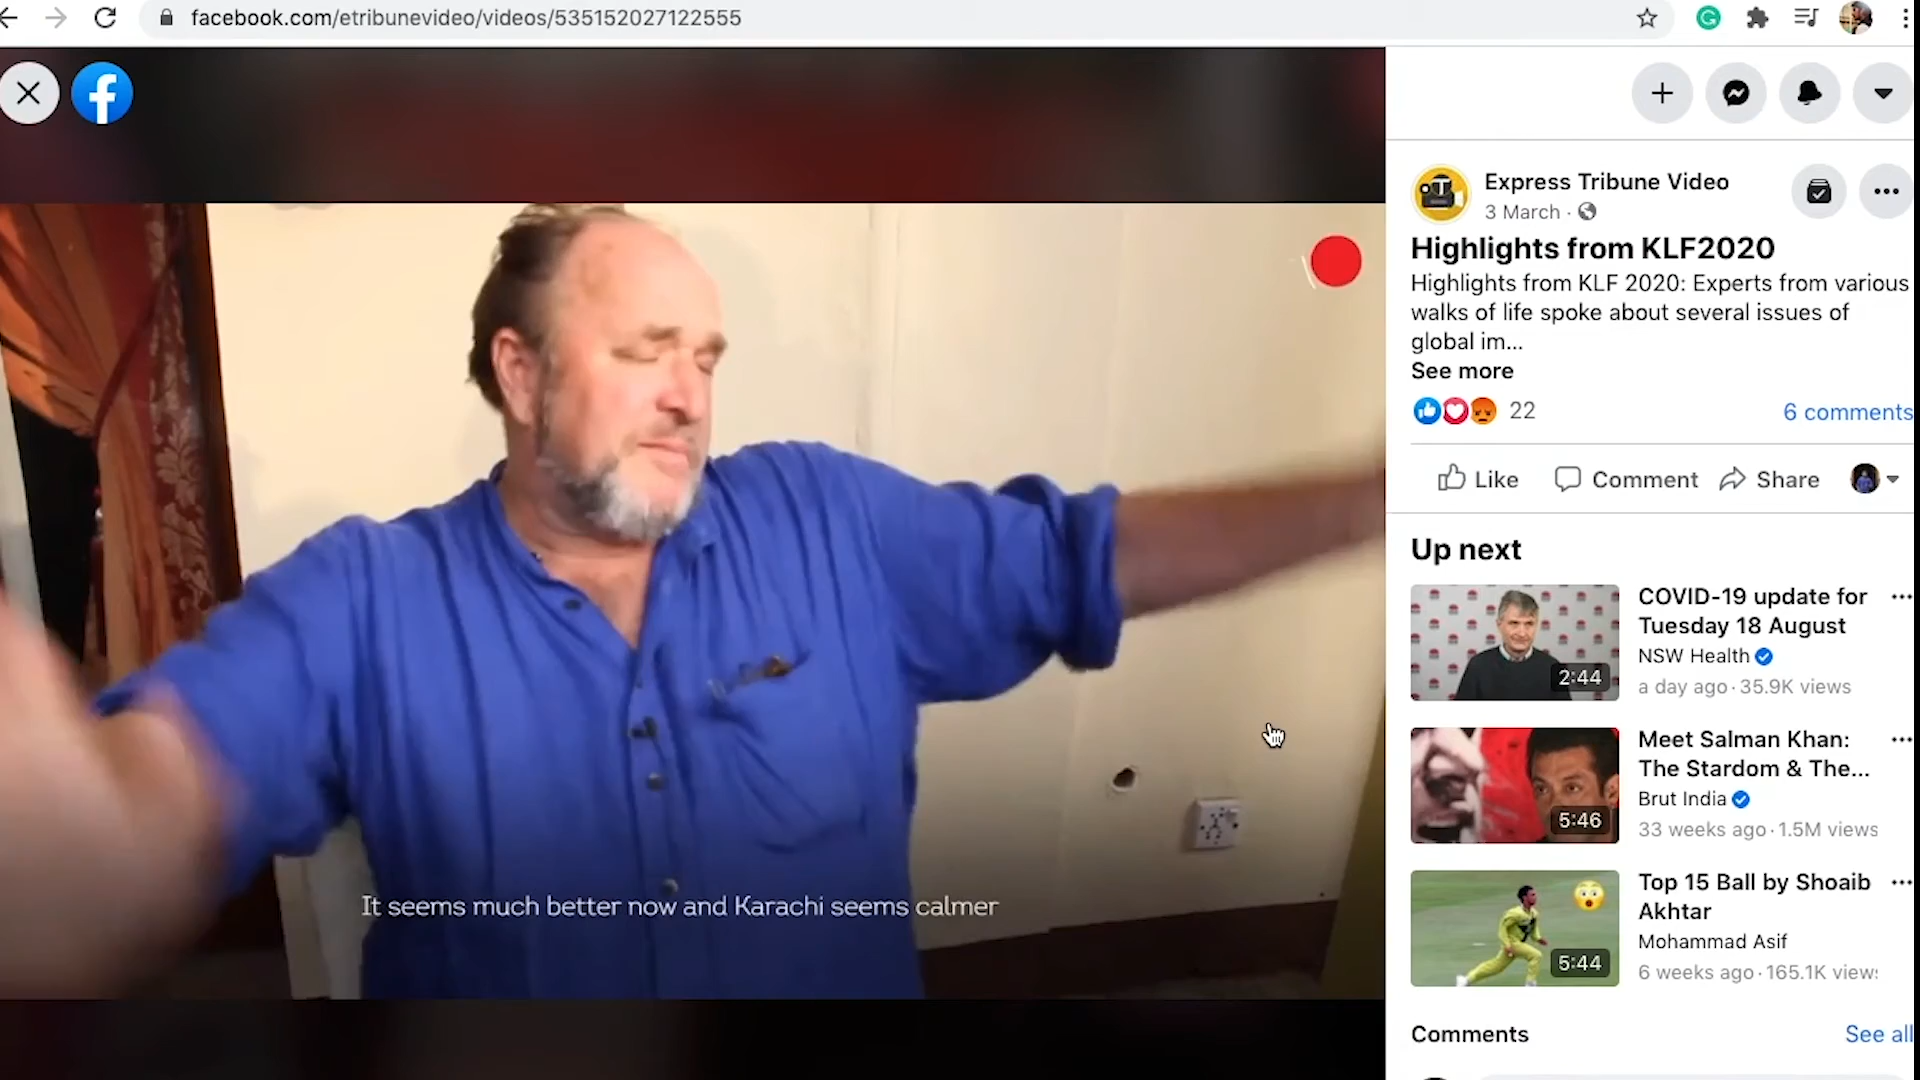 facebook.com/etribunevideo/videos/535152027122555
Express Tribune Video
3 March ·
Highlights from KLF2020
Highlights from KLF 2020: Experts from various
walks of life spoke about several issues of
global im...
See more
22
6 comments
Like
Comment
Share
Up next
COVID-19 update for
Tuesday 18 August
NSW Health
a day ago · 35.9K views
2:44
Meet Salman Khan:
The Stardom & The...
Brut India
33 weeks ago · 1.5M views
5:46
Top 15 Ball by Shoaib
Akhtar
Mohammad Asif
6 weeks ago · 165.1K views
5:44
Comments
See all
It seems much better now and Karachi seems calmer